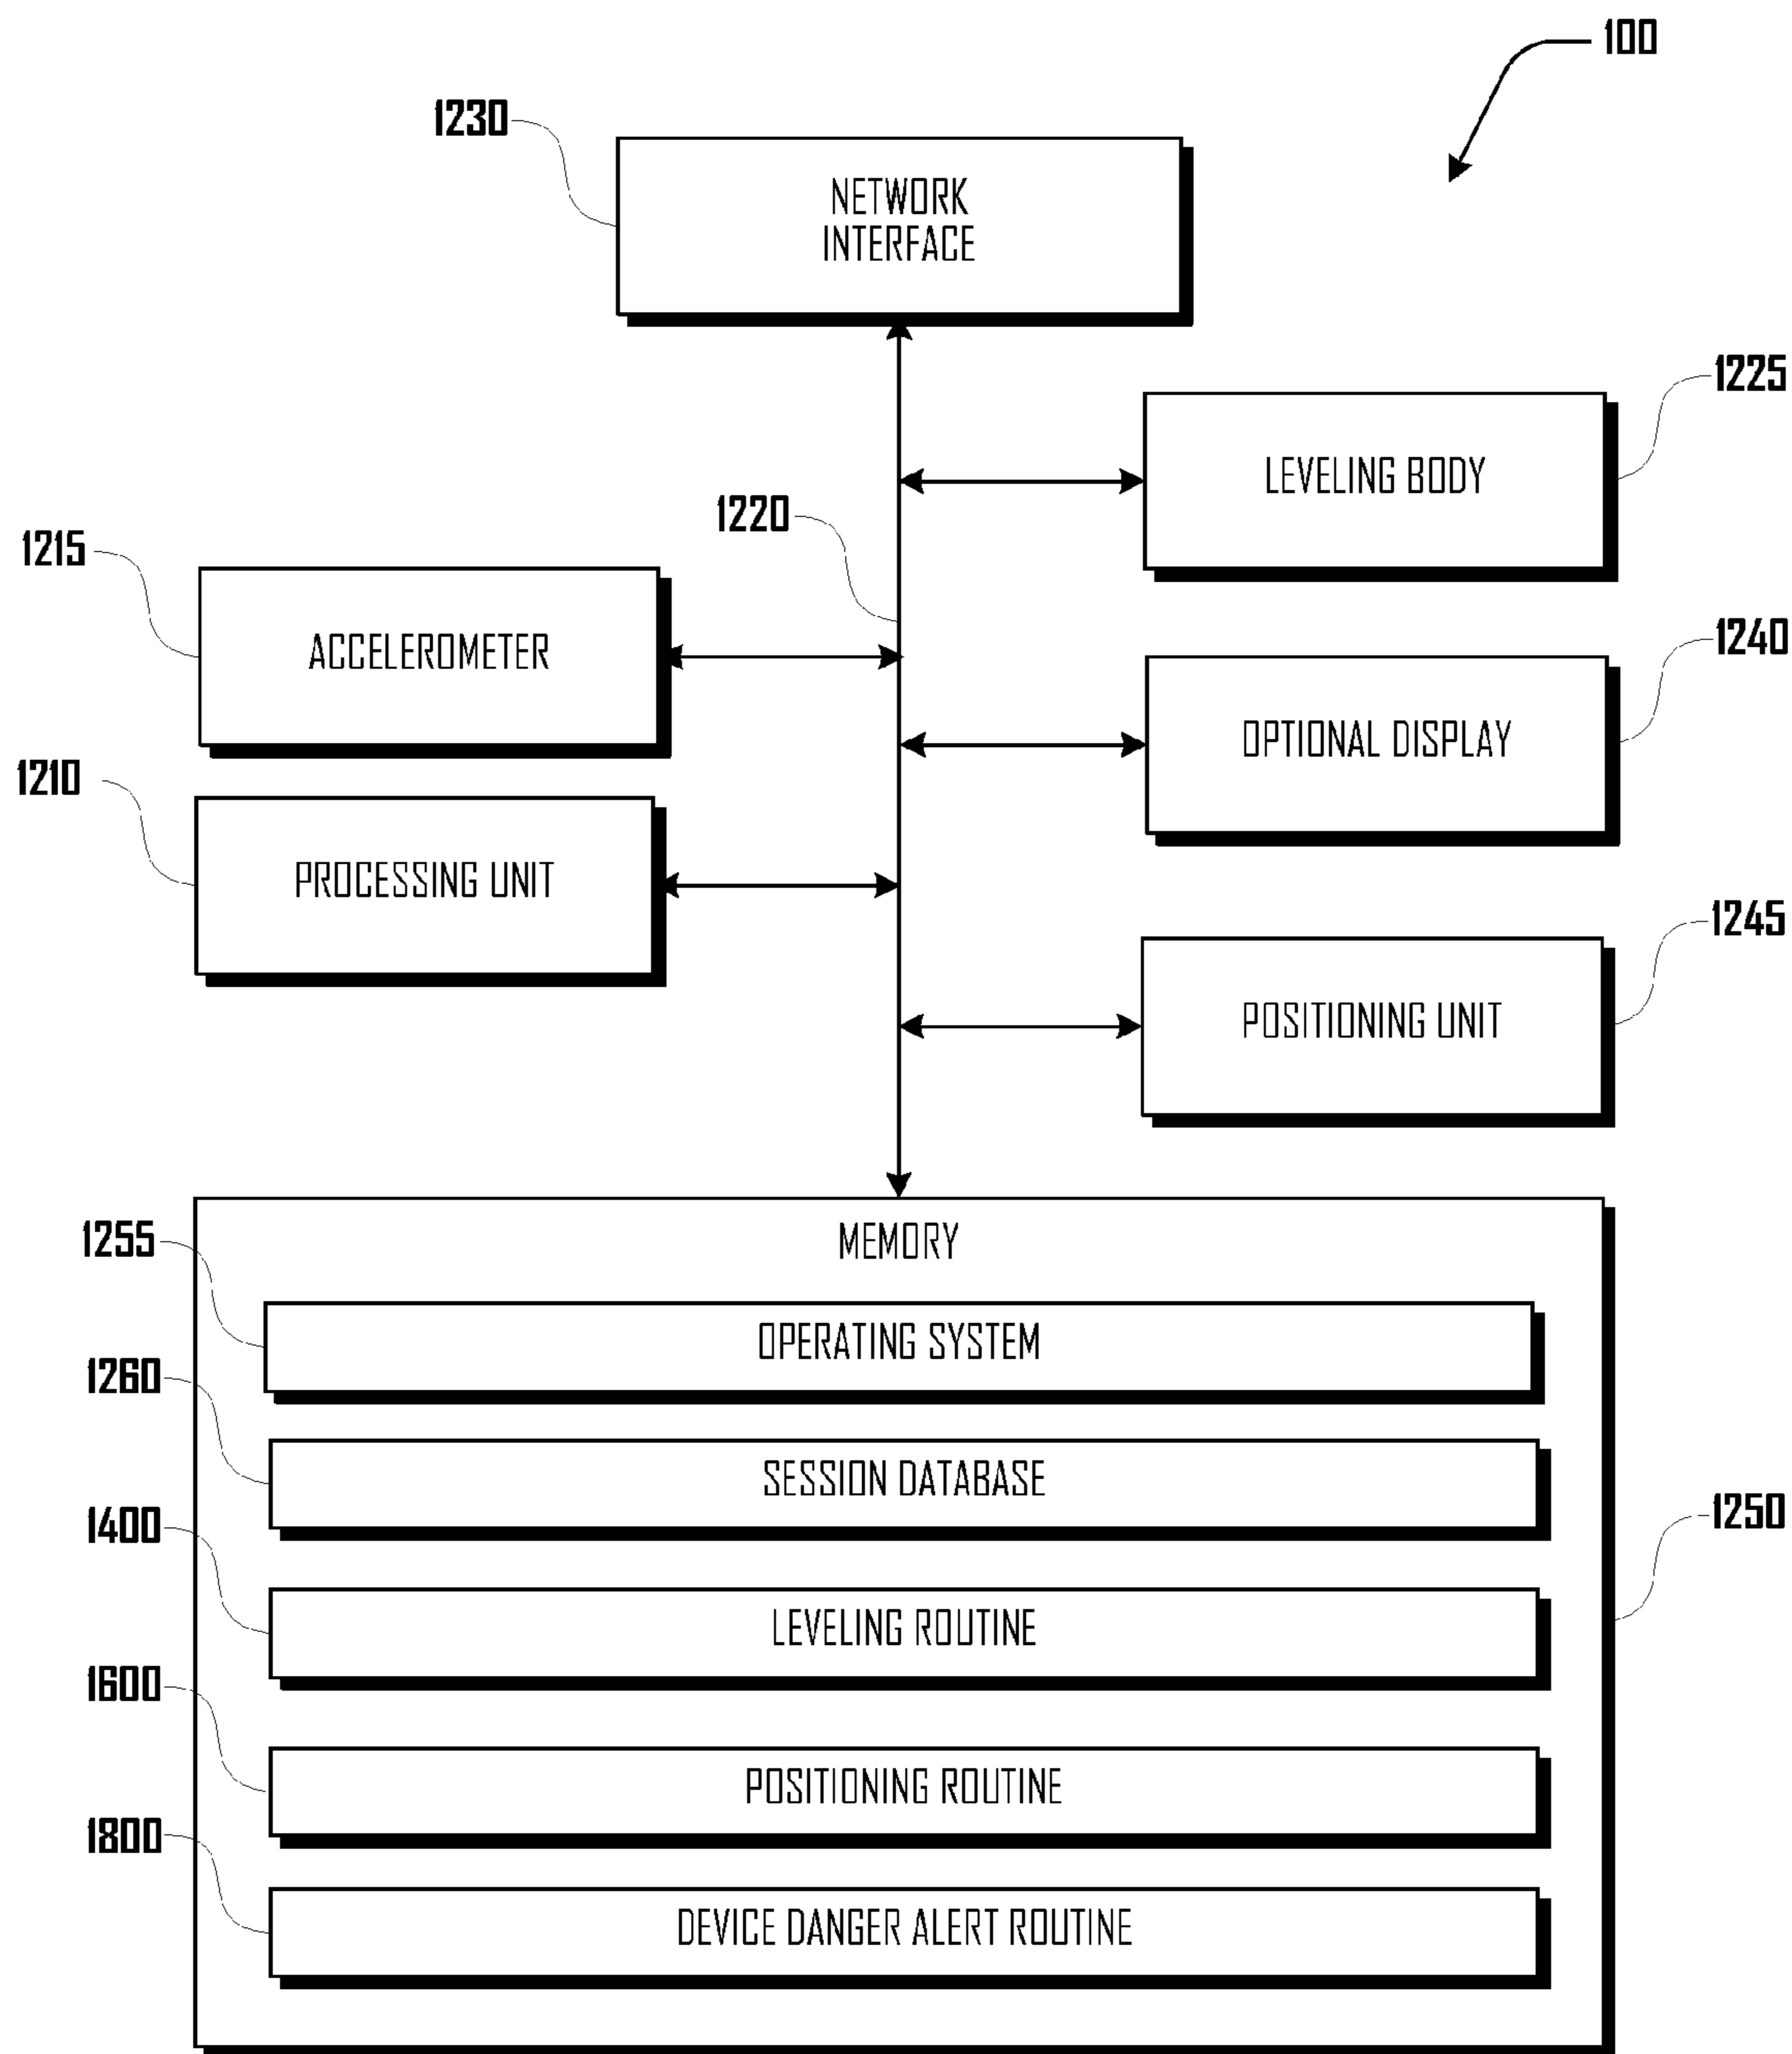 100
1230
NETWORK
INTERFACE
1225
LEVELING BODY
1220
1215
ACCELEROMETER
1240
OPTIONAL DISPLAY
1210
PROCESSING UNIT
1245
POSITIONING UNIT
MEMORY
1255
OPERATING SYSTEM
1260
SESSION DATABASE
1400
LEVELING ROUTINE
1250
1600
POSITIONING ROUTINE
1800
DEVICE DANGER ALERT ROUTINE